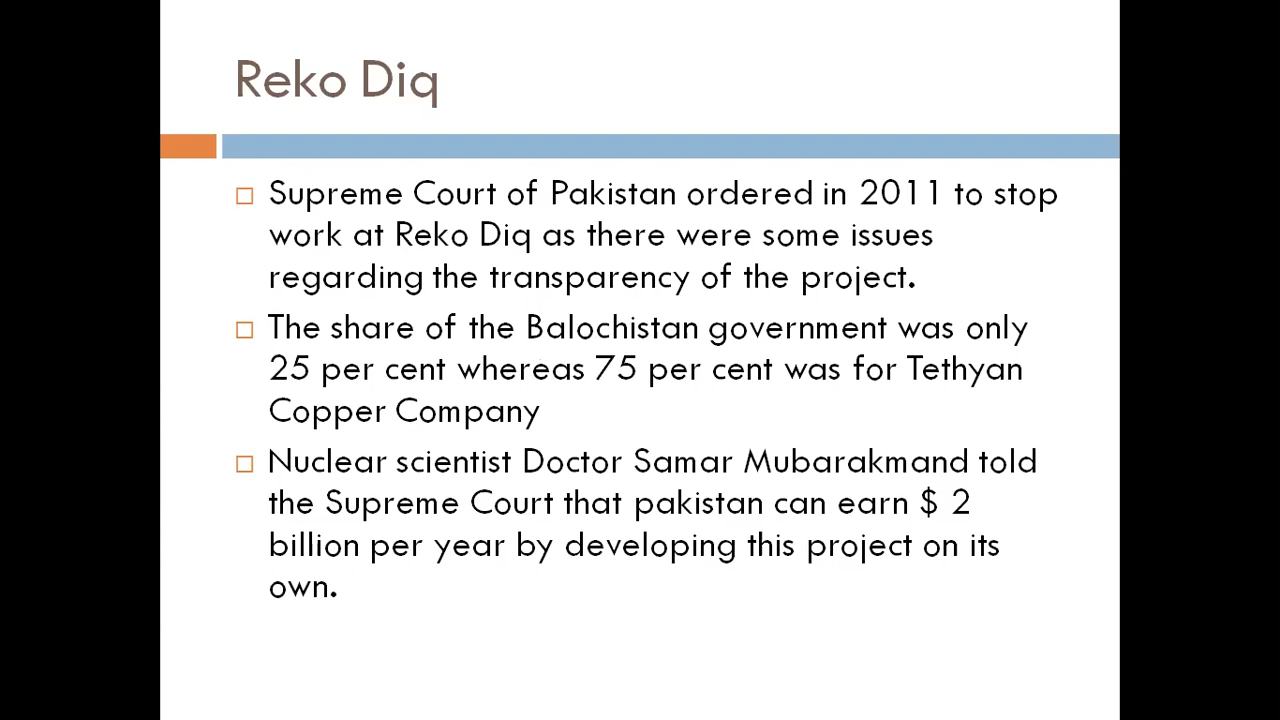 Reko Diq
Supreme Court of Pakistan ordered in 2011 to stop
work at Reko Diq as there were some issues
regarding the transparency of the project.
The share of the Balochistan government was only
25 per cent whereas 75 per cent was for Tethyan
Copper Company
Nuclear scientist Doctor Samar Mubarakmand told
the Supreme Court that pakistan can earn $ 2
billion per year by developing this project on its
own.